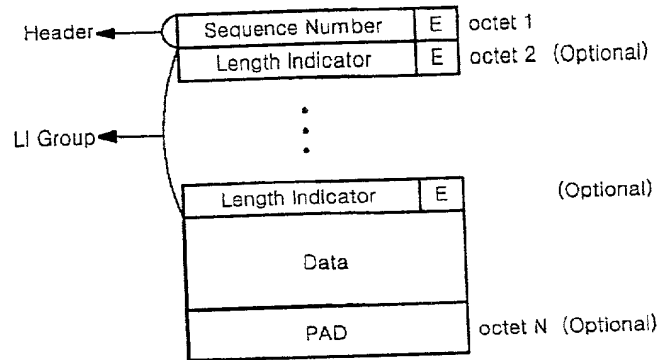 Header
Sequence Number E octet 1
Length Indicator E octet 2 (Optional)
LI Group
Length Indicator E (Optional)
Data
PAD octet N (Optional)